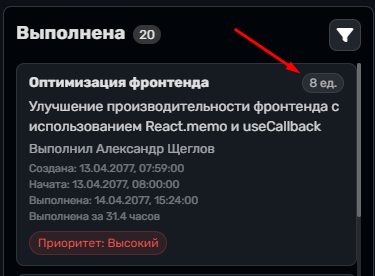 Выполнена 20
Оптимизация фронтенда 8 ед.
Улучшение производительности фронтенда с
использованием React.memo и useCallback
Выполнил Александр Щеглов
Создана: 13.04.2077, 07:59:00
Начата: 13.04.2077, 08:00:00
Выполнена: 14.04.2077, 15:24:00
Выполнена за 31.4 часов
Приоритет: Высокий